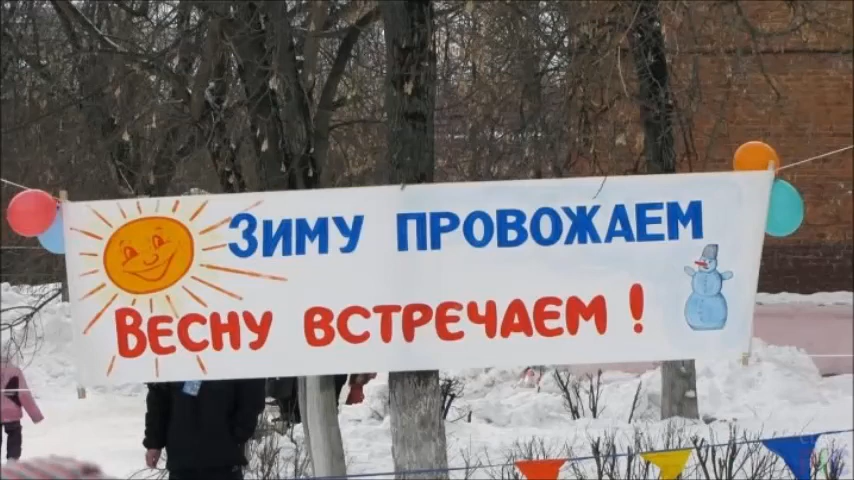 Зиму провожаем
Весну встречаем!